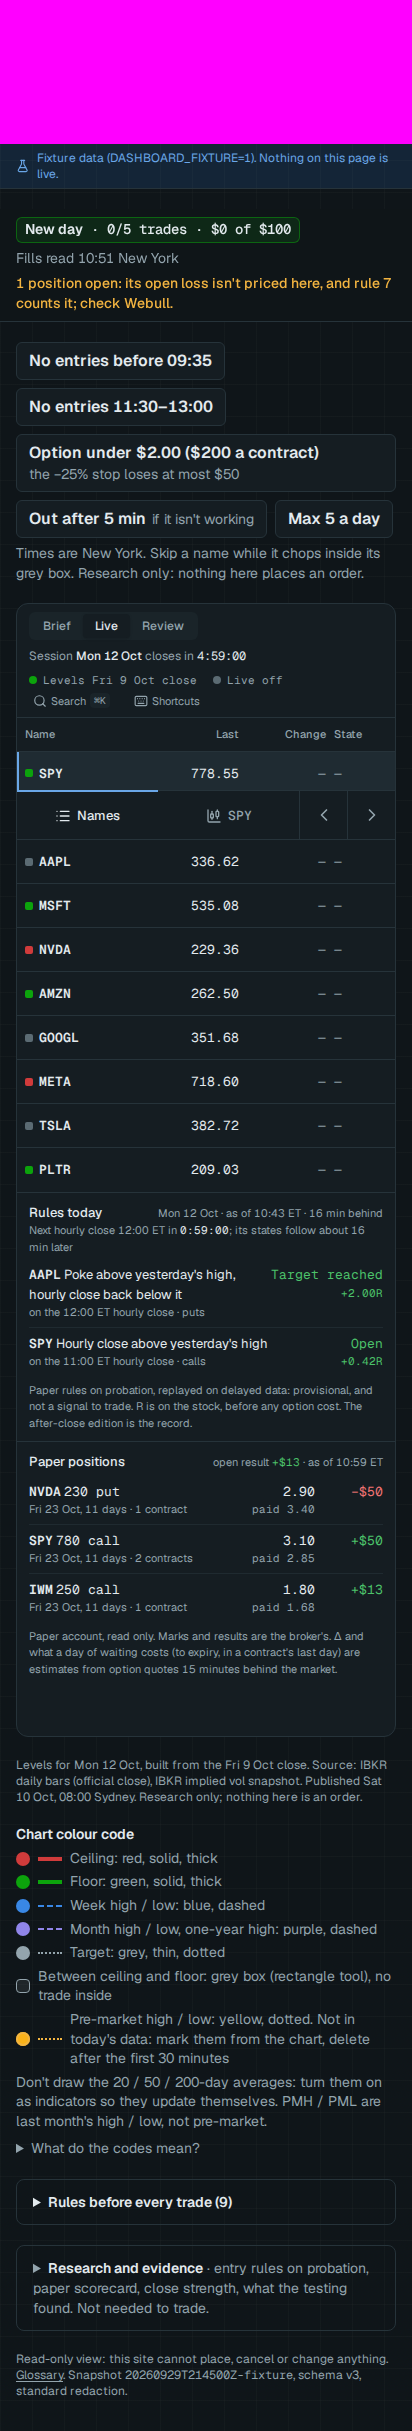 Fixture data (DASHBOARD_FIXTURE=1). Nothing on this page is
live.
New day · 0/5 trades · $0 of $100
Fills read 10:51 New York
1 position open: its open loss isn't priced here, and rule 7
counts it; check Webull.
No entries before 09:35
No entries 11:30–13:00
Option under $2.00 ($200 a contract)
the −25% stop loses at most $50
Out after 5 min if it isn't working Max 5 a day
Times are New York. Skip a name while it chops inside its
grey box. Research only: nothing here places an order.
Brief Live Review
Session Mon 12 Oct closes in 4:59:00
Levels Fri 9 Oct close Live off
Search ⌘K Shortcuts
Name Last Change State
SPY 778.55 — —
Names SPY
AAPL 336.62 — —
MSFT 535.08 — —
NVDA 229.36 — —
AMZN 262.50 — —
GOOGL 351.68 — —
META 718.60 — —
TSLA 382.72 — —
PLTR 209.03 — —
Rules today Mon 12 Oct · as of 10:43 ET · 16 min behind
Next hourly close 12:00 ET in 0:59:00; its states follow about 16
min later
AAPL Poke above yesterday's high, Target reached
hourly close back below it +2.00R
on the 12:00 ET hourly close · puts
SPY Hourly close above yesterday's high Open
on the 11:00 ET hourly close · calls +0.42R
Paper rules on probation, replayed on delayed data: provisional, and
not a signal to trade. R is on the stock, before any option cost. The
after-close edition is the record.
Paper positions open result +$13 · as of 10:59 ET
NVDA 230 put 2.90 −$50
Fri 23 Oct, 11 days · 1 contract paid 3.40
SPY 780 call 3.10 +$50
Fri 23 Oct, 11 days · 2 contracts paid 2.85
IWM 250 call 1.80 +$13
Fri 23 Oct, 11 days · 1 contract paid 1.68
Paper account, read only. Marks and results are the broker's. Δ and
what a day of waiting costs (to expiry, in a contract's last day) are
estimates from option quotes 15 minutes behind the market.
Levels for Mon 12 Oct, built from the Fri 9 Oct close. Source: IBKR
daily bars (official close), IBKR implied vol snapshot. Published Sat
10 Oct, 08:00 Sydney. Research only; nothing here is an order.
Chart colour code
Ceiling: red, solid, thick
Floor: green, solid, thick
Week high / low: blue, dashed
Month high / low, one-year high: purple, dashed
Target: grey, thin, dotted
Between ceiling and floor: grey box (rectangle tool), no
trade inside
Pre-market high / low: yellow, dotted. Not in
today's data: mark them from the chart, delete
after the first 30 minutes
Don't draw the 20 / 50 / 200-day averages: turn them on
as indicators so they update themselves. PMH / PML are
last month's high / low, not pre-market.
What do the codes mean?
Rules before every trade (9)
Research and evidence · entry rules on probation,
paper scorecard, close strength, what the testing
found. Not needed to trade.
Read-only view: this site cannot place, cancel or change anything.
Glossary. Snapshot 20260929T214500Z-fixture, schema v3,
standard redaction.